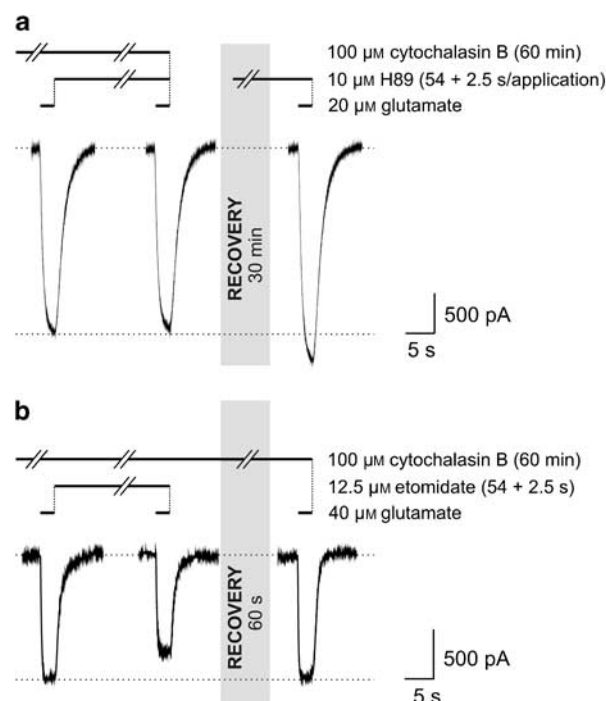 a
100 µM cytochalasin B (60 min)
10 µM H89 (54 + 2.5 s/application)
20 µM glutamate
RECOVERY
30 min
500 pA
5 s
b
100 µM cytochalasin B (60 min)
12.5 µM etomidate (54 + 2.5 s)
40 µM glutamate
RECOVERY
60 s
500 pA
5 s